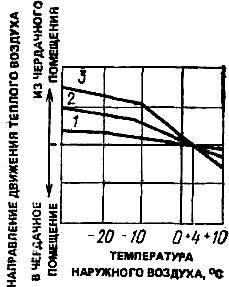 НАПРАВЛЕНИЕ ДВИЖЕНИЯ ТЕПЛОГО ВОЗДУХА
В ЧЕРДАЧНОЕ ПОМЕЩЕНИЕ
ИЗ ЧЕРДАЧНОГО ПОМЕЩЕНИЯ
3
2
1
-20 -10 0 +4 +10
ТЕМПЕРАТУРА
НАРУЖНОГО ВОЗДУХА, °С